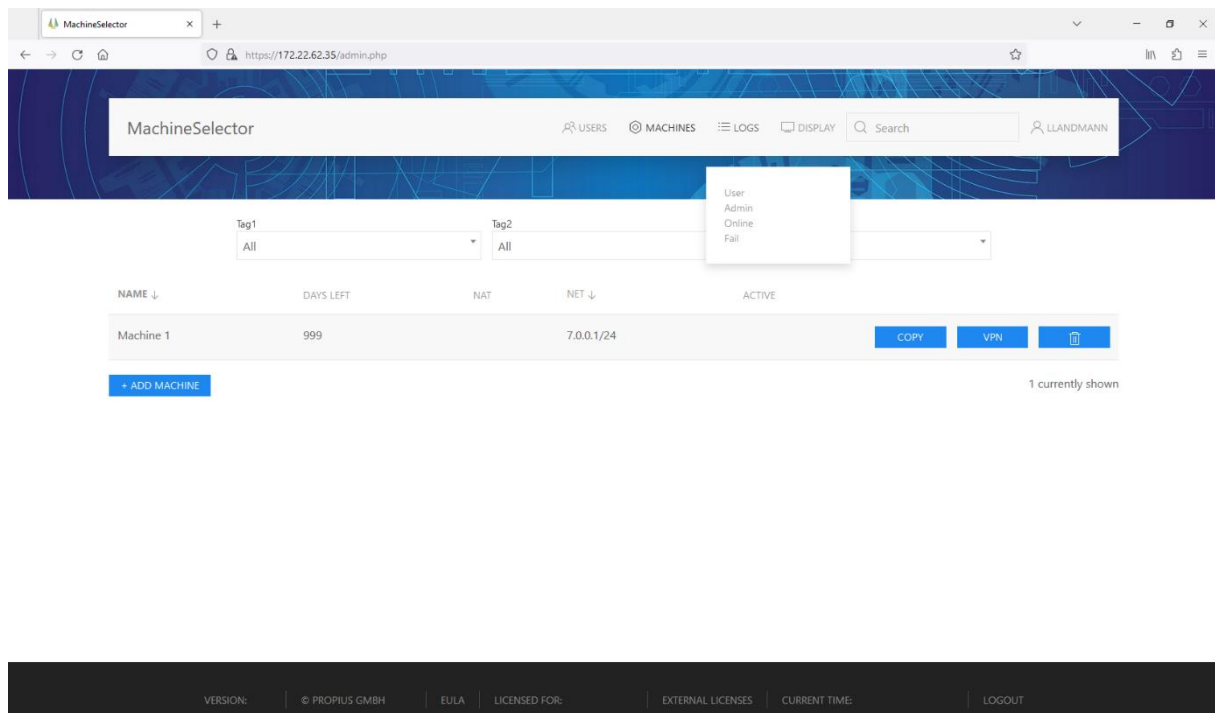 MachineSelector
https://172.22.62.35/admin.php
MachineSelector USERS MACHINES LOGS DISPLAY Search LLANDMANN
User
Admin
Online
Fail
Tag1 Tag2
All All
NAME ↓ DAYS LEFT NAT NET ↓ ACTIVE
Machine 1 999 7.0.0.1/24 COPY VPN
+ ADD MACHINE 1 currently shown
VERSION: © PROPIUS GMBH EULA LICENSED FOR: EXTERNAL LICENSES CURRENT TIME: LOGOUT